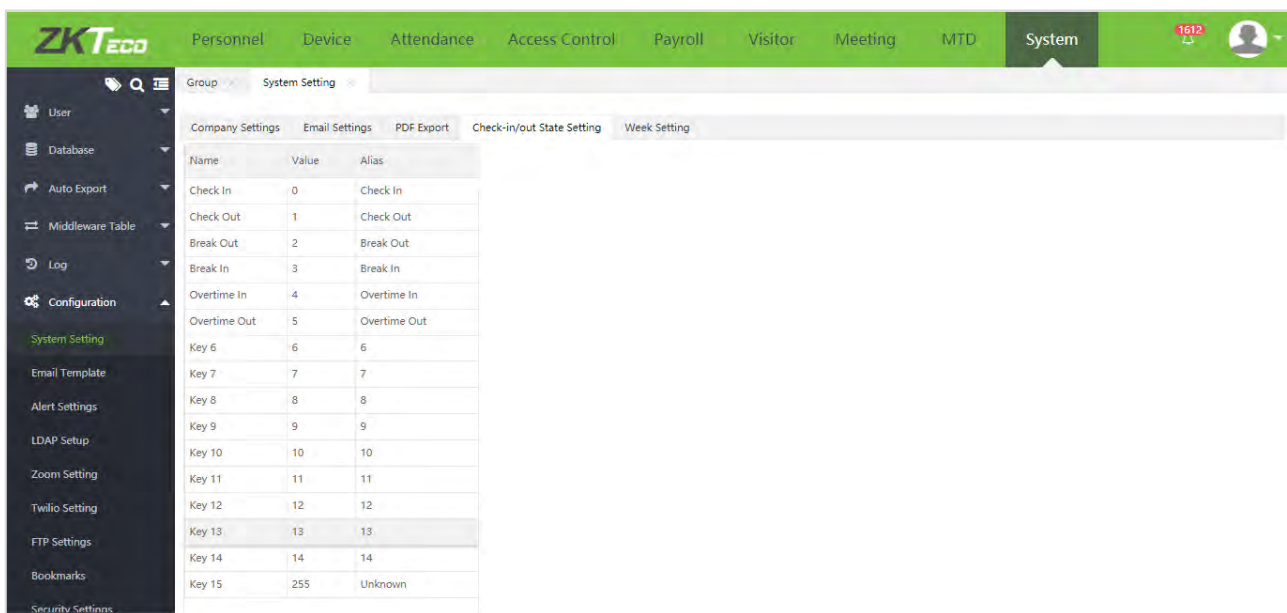 ZKTeco Personnel Device Attendance Access Control Payroll Visitor Meeting MTD System 1612
Group System Setting
User
Database
Auto Export
Middleware Table
Log
Configuration
System Setting
Email Template
Alert Settings
LDAP Setup
Zoom Setting
Twilio Setting
FTP Settings
Bookmarks
Security Settings
Company Settings Email Settings PDF Export Check-in/out State Setting Week Setting
Name Value Alias
Check In 0 Check In
Check Out 1 Check Out
Break Out 2 Break Out
Break In 3 Break In
Overtime In 4 Overtime In
Overtime Out 5 Overtime Out
Key 6 6 6
Key 7 7 7
Key 8 8 8
Key 9 9 9
Key 10 10 10
Key 11 11 11
Key 12 12 12
Key 13 13 13
Key 14 14 14
Key 15 255 Unknown